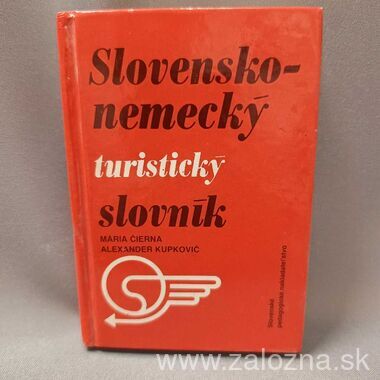 Slovensko-
nemecký
turistický
slovník
MÁRIA ČIERNA
ALEXANDER KUPKOVIČ
Slovenské
pedagogické nakladateľstvo
www.zalozna.sk